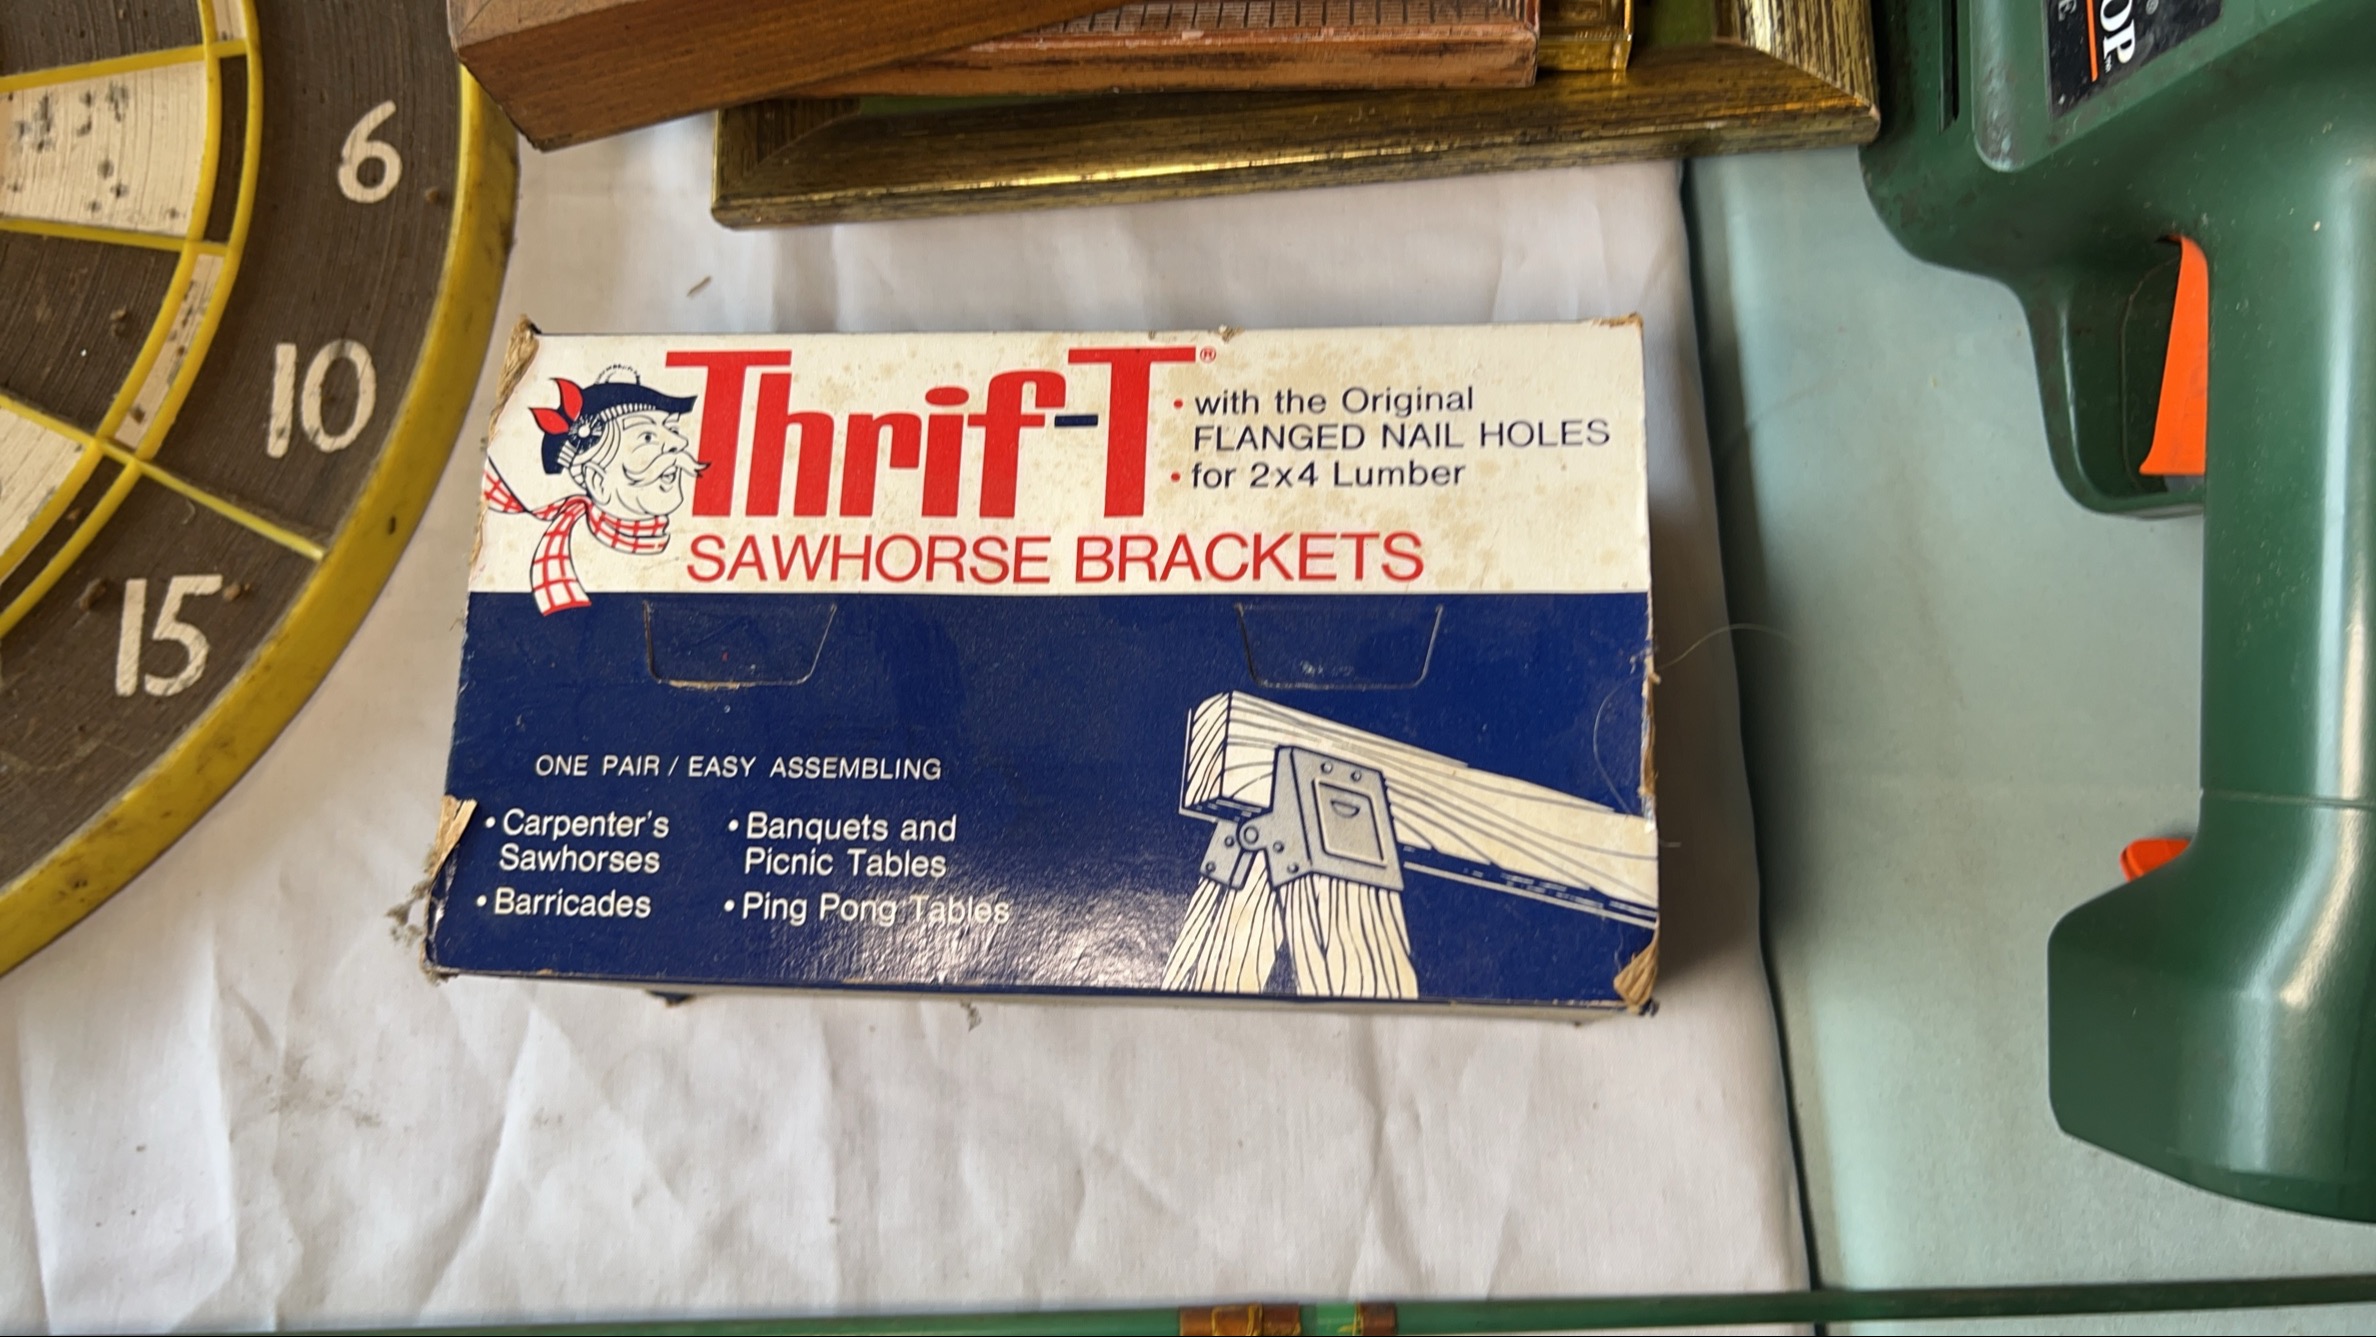 6
10
15
OP
E
Thrif-T®
• with the Original
FLANGED NAIL HOLES
• for 2x4 Lumber
SAWHORSE BRACKETS
ONE PAIR / EASY ASSEMBLING
• Carpenter's
Sawhorses
• Barricades
• Banquets and
Picnic Tables
• Ping Pong Tables